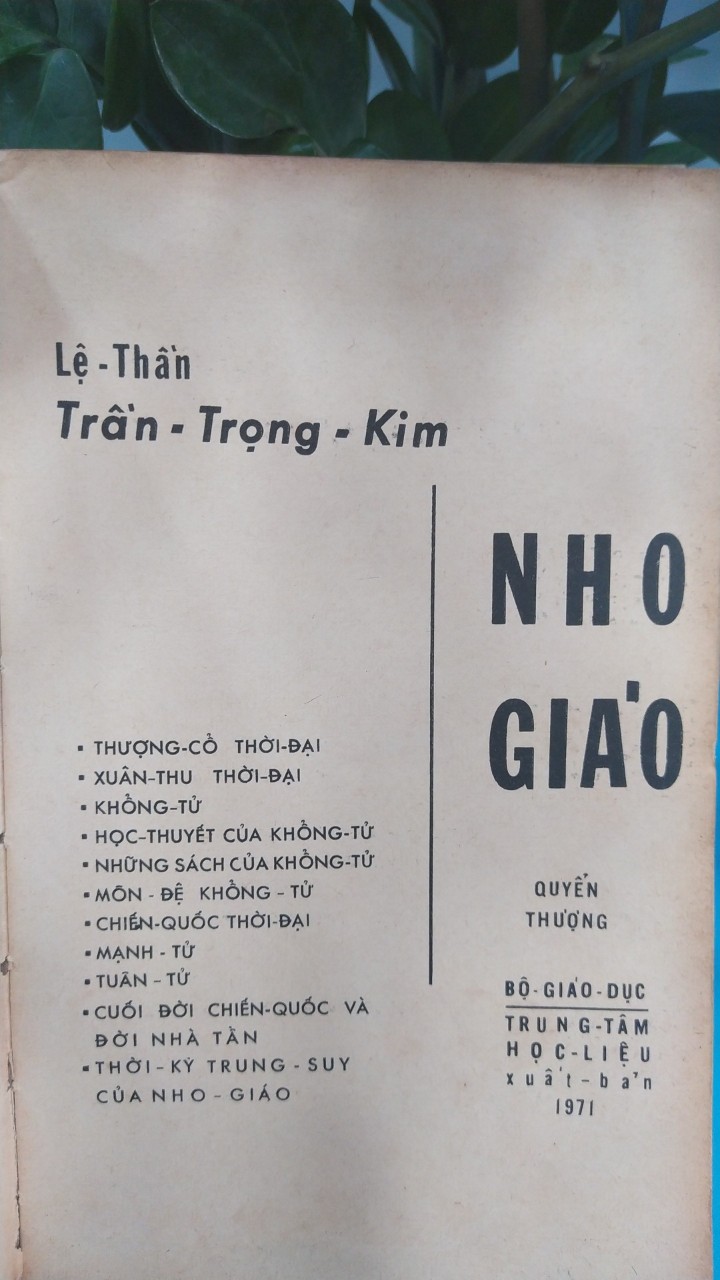 Lệ-Thần
Trần-Trọng-Kim
NHO
GIÁO
▪ THƯỢNG-CỔ THỜI-ĐẠI
▪ XUÂN-THU THỜI-ĐẠI
▪ KHỔNG-TỬ
▪ HỌC-THUYẾT CỦA KHỔNG-TỬ
▪ NHỮNG SÁCH CỦA KHỔNG-TỬ
▪ MÔN-ĐỆ KHỔNG-TỬ
▪ CHIẾN-QUỐC THỜI-ĐẠI
▪ MẠNH-TỬ
▪ TUÂN-TỬ
▪ CUỐI ĐỜI CHIẾN-QUỐC VÀ
ĐỜI NHÀ TẦN
▪ THỜI-KỲ TRUNG-SUY
CỦA NHO-GIÁO
QUYỂN
THƯỢNG
BỘ-GIÁO-DỤC
TRUNG-TÂM
HỌC-LIỆU
xuất-bản
1971